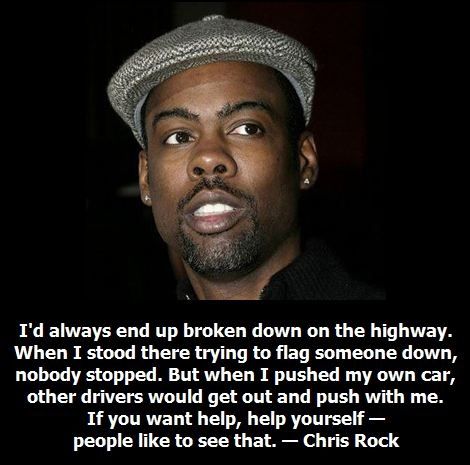 I'd always end up broken down on the highway.
When I stood there trying to flag someone down,
nobody stopped. But when I pushed my own car,
other drivers would get out and push with me.
If you want help, help yourself —
people like to see that. — Chris Rock